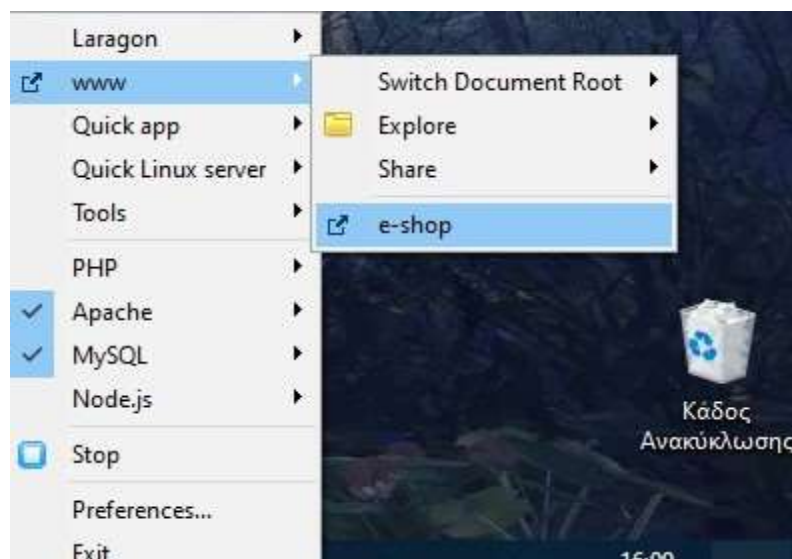 Laragon
www
Quick app
Quick Linux server
Tools
PHP
Apache
MySQL
Node.js
Stop
Preferences...
Exit
Switch Document Root
Explore
Share
e-shop
Κάδος
Ανακύκλωσης
16:00